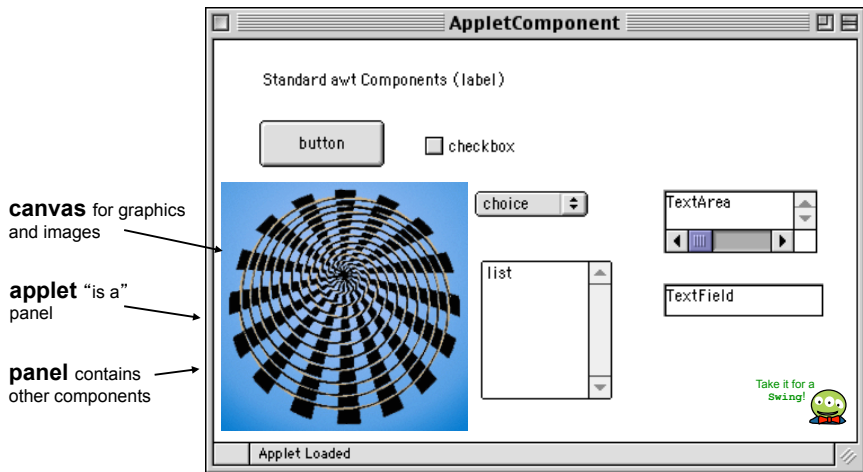 AppletComponent
Standard awt Components (label)
button
checkbox
canvas for graphics
and images
choice
TextArea
applet “is a”
panel
list
TextField
panel contains
other components
Take it for a
Swing!
Applet Loaded